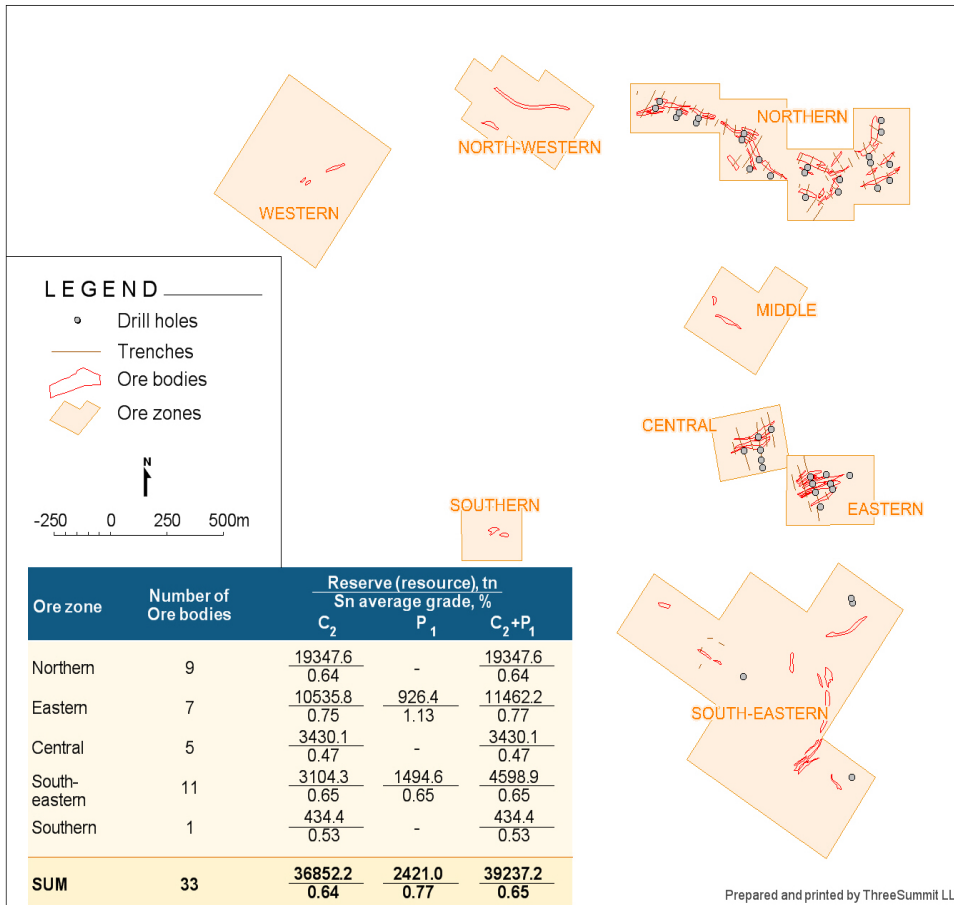 NORTHERN
NORTH-WESTERN
WESTERN
LEGEND
Drill holes
Trenches
Ore bodies
Ore zones
N
-250 0 250 500m
MIDDLE
CENTRAL
EASTERN
SOUTHERN
SOUTH-EASTERN
Ore zone
Number of
Ore bodies
Reserve (resource), tn
Sn average grade, %
C2 P1 C2+P1
Northern 9 19347.6 - 19347.6
0.64 0.64
Eastern 7 10535.8 926.4 11462.2
0.75 1.13 0.77
Central 5 3430.1 - 3430.1
0.47 0.47
South-
eastern 11 3104.3 1494.6 4598.9
0.65 0.65 0.65
Southern 1 434.4 - 434.4
0.53 0.53
SUM 33 36852.2 2421.0 39237.2
0.64 0.77 0.65
Prepared and printed by ThreeSummit LL